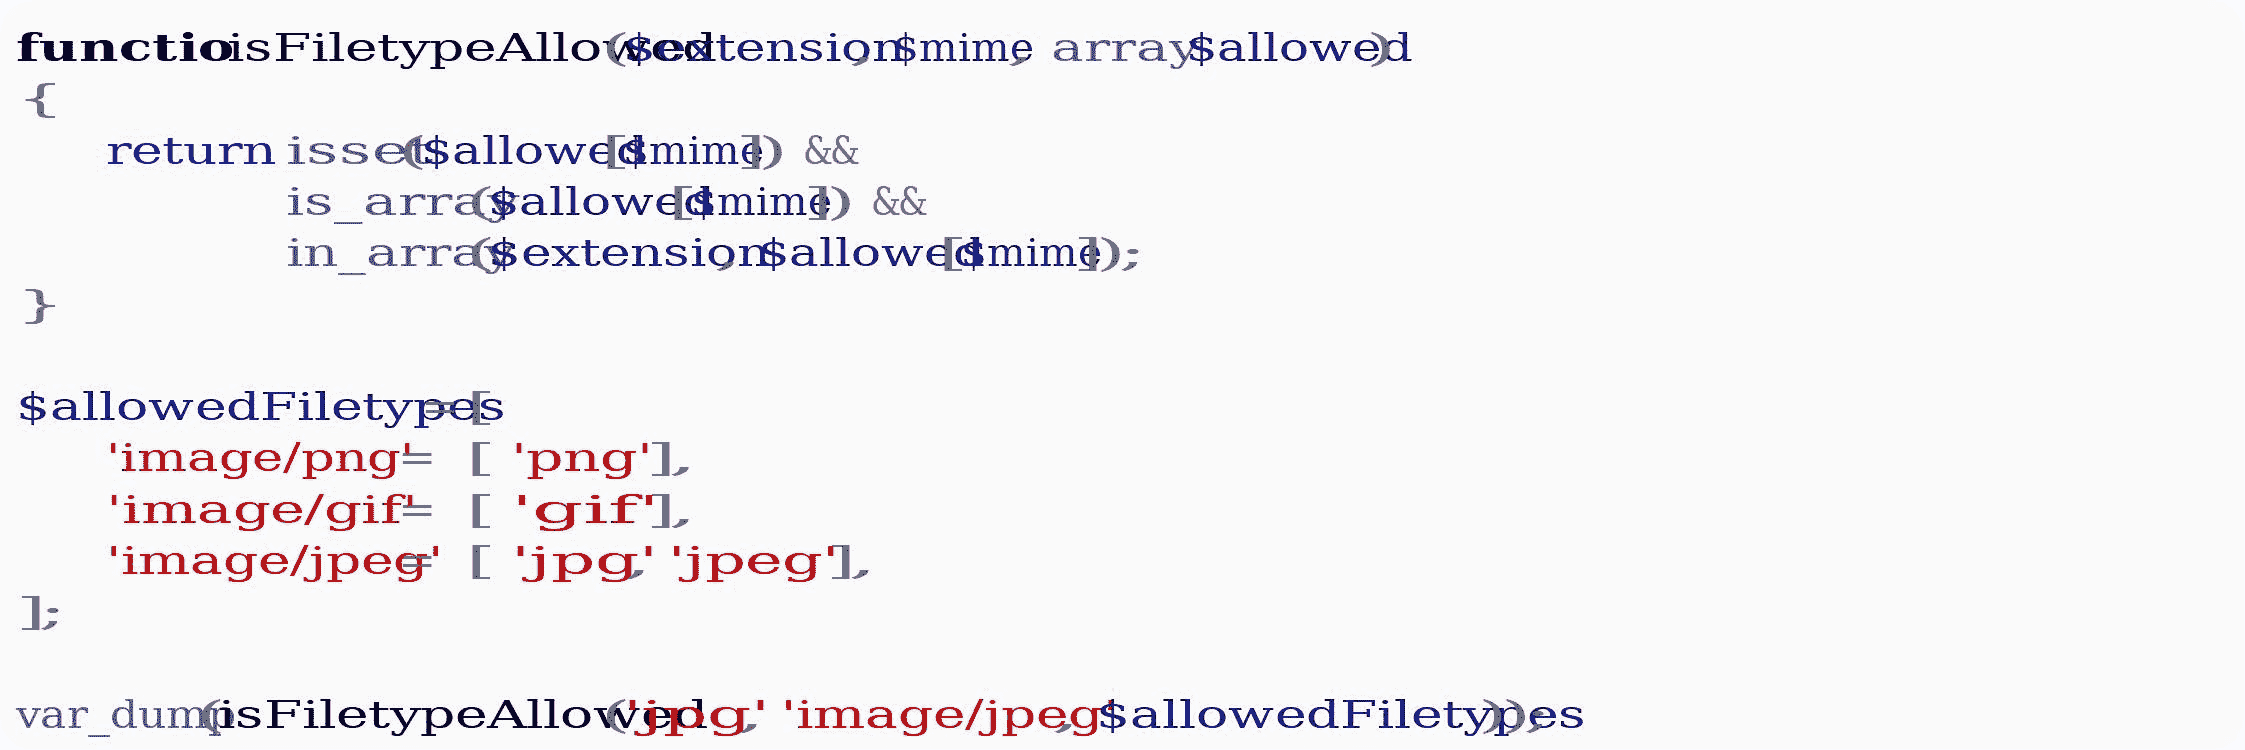 functio isFiletypeAllowed($extension, $mime, array $allowed)
{
    return isset($allowed[$mime]) &&
           is_array($allowed[$mime]) &&
           in_array($extension, $allowed[$mime]);
}

$allowedFiletypes = [
    'image/png' = [ 'png'],
    'image/gif' = [ 'gif'],
    'image/jpeg' = [ 'jpg', 'jpeg'],
];

var_dump(isFiletypeAllowed('jpg', 'image/jpeg', $allowedFiletypes));